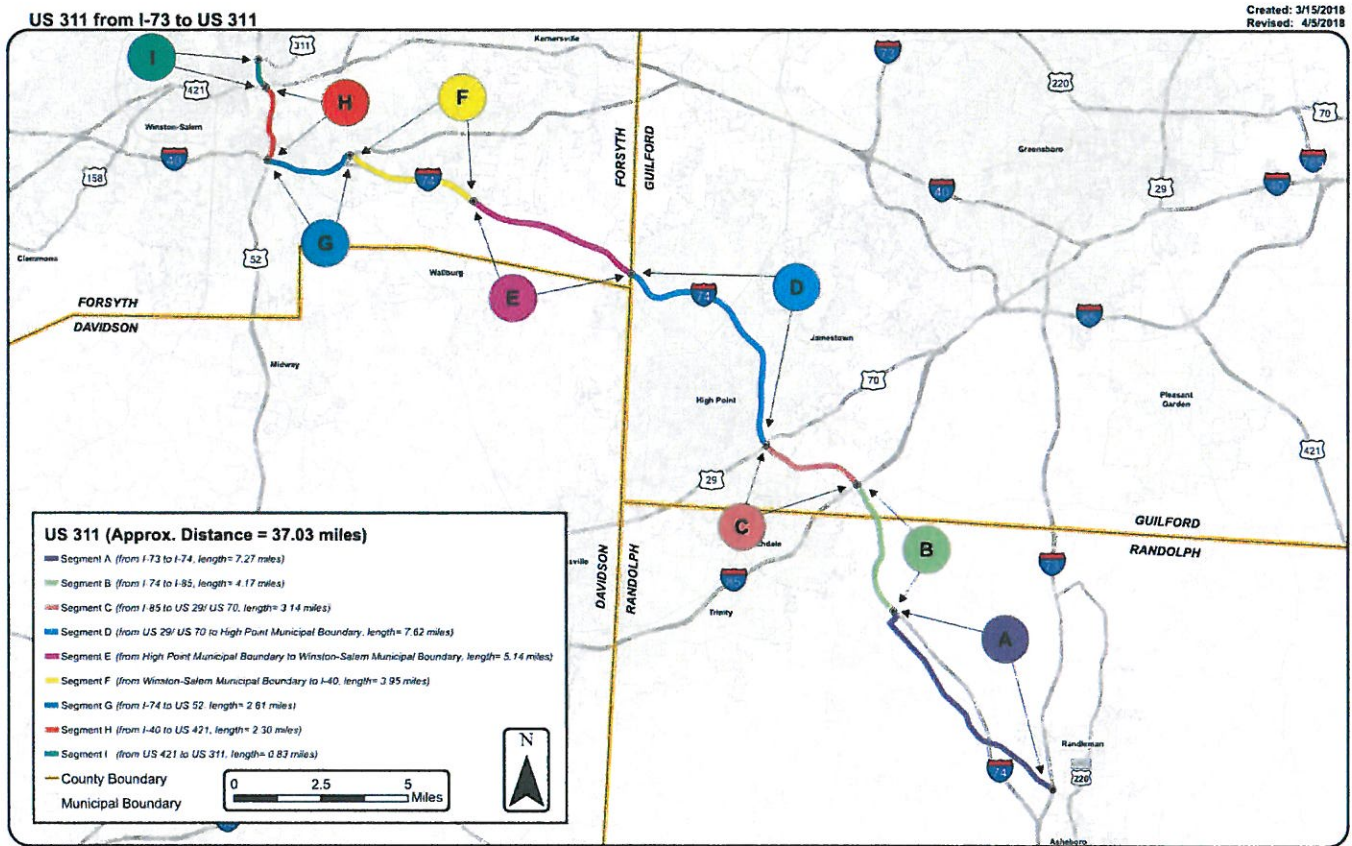 US 311 from I-73 to US 311
Created: 3/15/2018
Revised: 4/5/2018
I
311
Kernersville
73
421
H
F
220
70
Winston-Salem
40
FORSYTH
GUILFORD
Greensboro
158
74
40
29
40
G
Clemmons
52
Wallburg
E
74
D
FORSYTH
DAVIDSON
Midway
Jamestown
70
High Point
Pleasant
Garden
29
421
C
GUILFORD
RANDOLPH
B
DAVIDSON
RANDOLPH
sville
chdale
85
Trinity
A
Randleman
74
220
Asheboro
US 311 (Approx. Distance = 37.03 miles)
Segment A (from I-73 to I-74, length= 7.27 miles)
Segment B (from I-74 to I-85, length= 4.17 miles)
Segment C (from I-85 to US 29/ US 70, length= 3.14 miles)
Segment D (from US 29/ US 70 to High Point Municipal Boundary, length= 7.62 miles)
Segment E (from High Point Municipal Boundary to Winston-Salem Municipal Boundary, length= 5.14 miles)
Segment F (from Winston-Salem Municipal Boundary to I-40, length= 3.95 miles)
Segment G (from I-74 to US 52, length= 2.61 miles)
Segment H (from I-40 to US 421, length= 2.30 miles)
Segment I (from US 421 to US 311, length= 0.83 miles)
County Boundary
Municipal Boundary
0 2.5 5
Miles
N